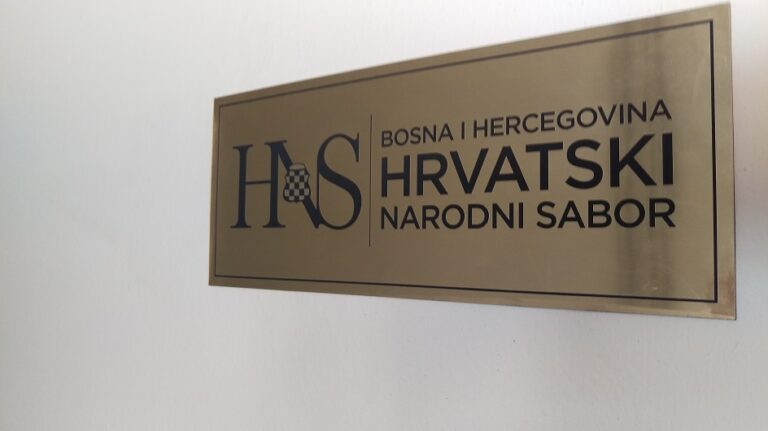 HNS
BOSNA I HERCEGOVINA
HRVATSKI
NARODNI SABOR